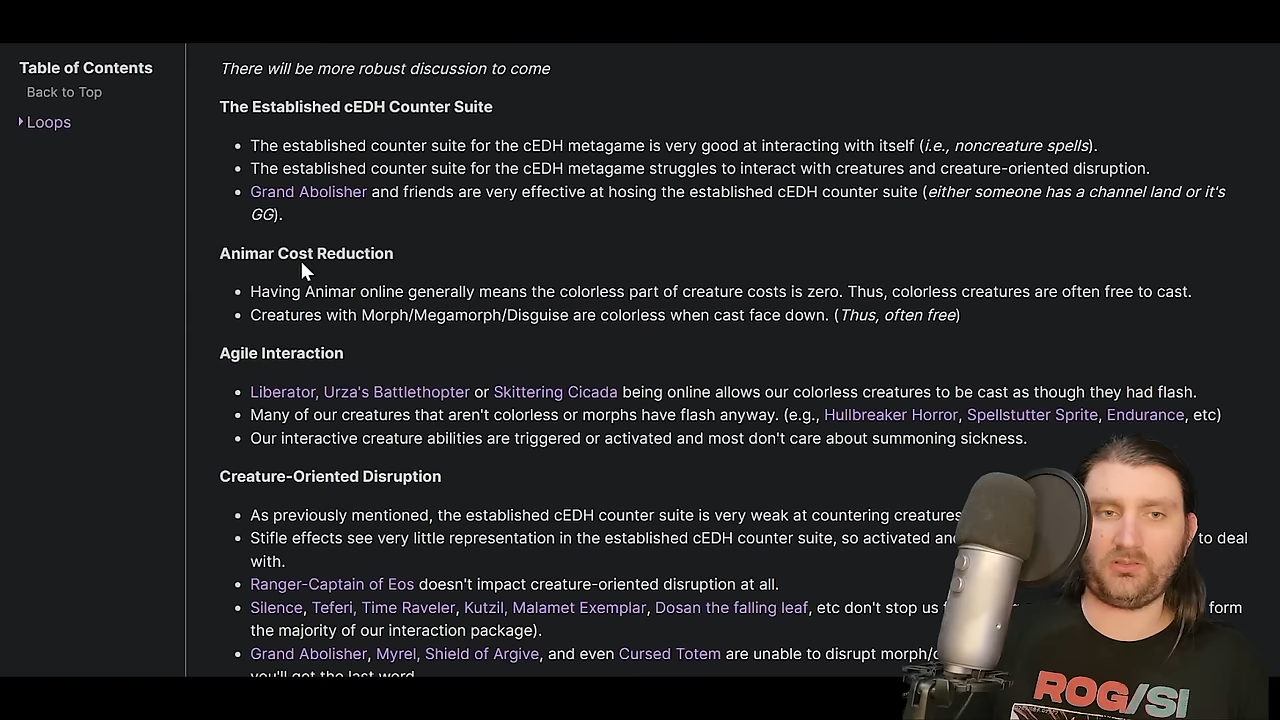 Table of Contents
Back to Top
Loops
There will be more robust discussion to come
The Established cEDH Counter Suite
The established counter suite for the cEDH metagame is very good at interacting with itself (i.e., noncreature spells).
The established counter suite for the cEDH metagame struggles to interact with creatures and creature-oriented disruption.
Grand Abolisher and friends are very effective at hosing the established cEDH counter suite (either someone has a channel land or it's
GG).
Animar Cost Reduction
Having Animar online generally means the colorless part of creature costs is zero. Thus, colorless creatures are often free to cast.
Creatures with Morph/Megamorph/Disguise are colorless when cast face down. (Thus, often free)
Agile Interaction
Liberator, Urza's Battlethopter or Skittering Cicada being online allows our colorless creatures to be cast as though they had flash.
Many of our creatures that aren't colorless or morphs have flash anyway. (e.g., Hullbreaker Horror, Spellstutter Sprite, Endurance, etc)
Our interactive creature abilities are triggered or activated and most don't care about summoning sickness.
Creature-Oriented Disruption
As previously mentioned, the established cEDH counter suite is very weak at countering creatures
Stifle effects see very little representation in the established cEDH counter suite, so activated and to deal
with.
Ranger-Captain of Eos doesn't impact creature-oriented disruption at all.
Silence, Teferi, Time Raveler, Kutzil, Malamet Exemplar, Dosan the falling leaf, etc don't stop us form
the majority of our interaction package).
Grand Abolisher, Myrel, Shield of Argive, and even Cursed Totem are unable to disrupt
you'll get the last word
ROG/SI